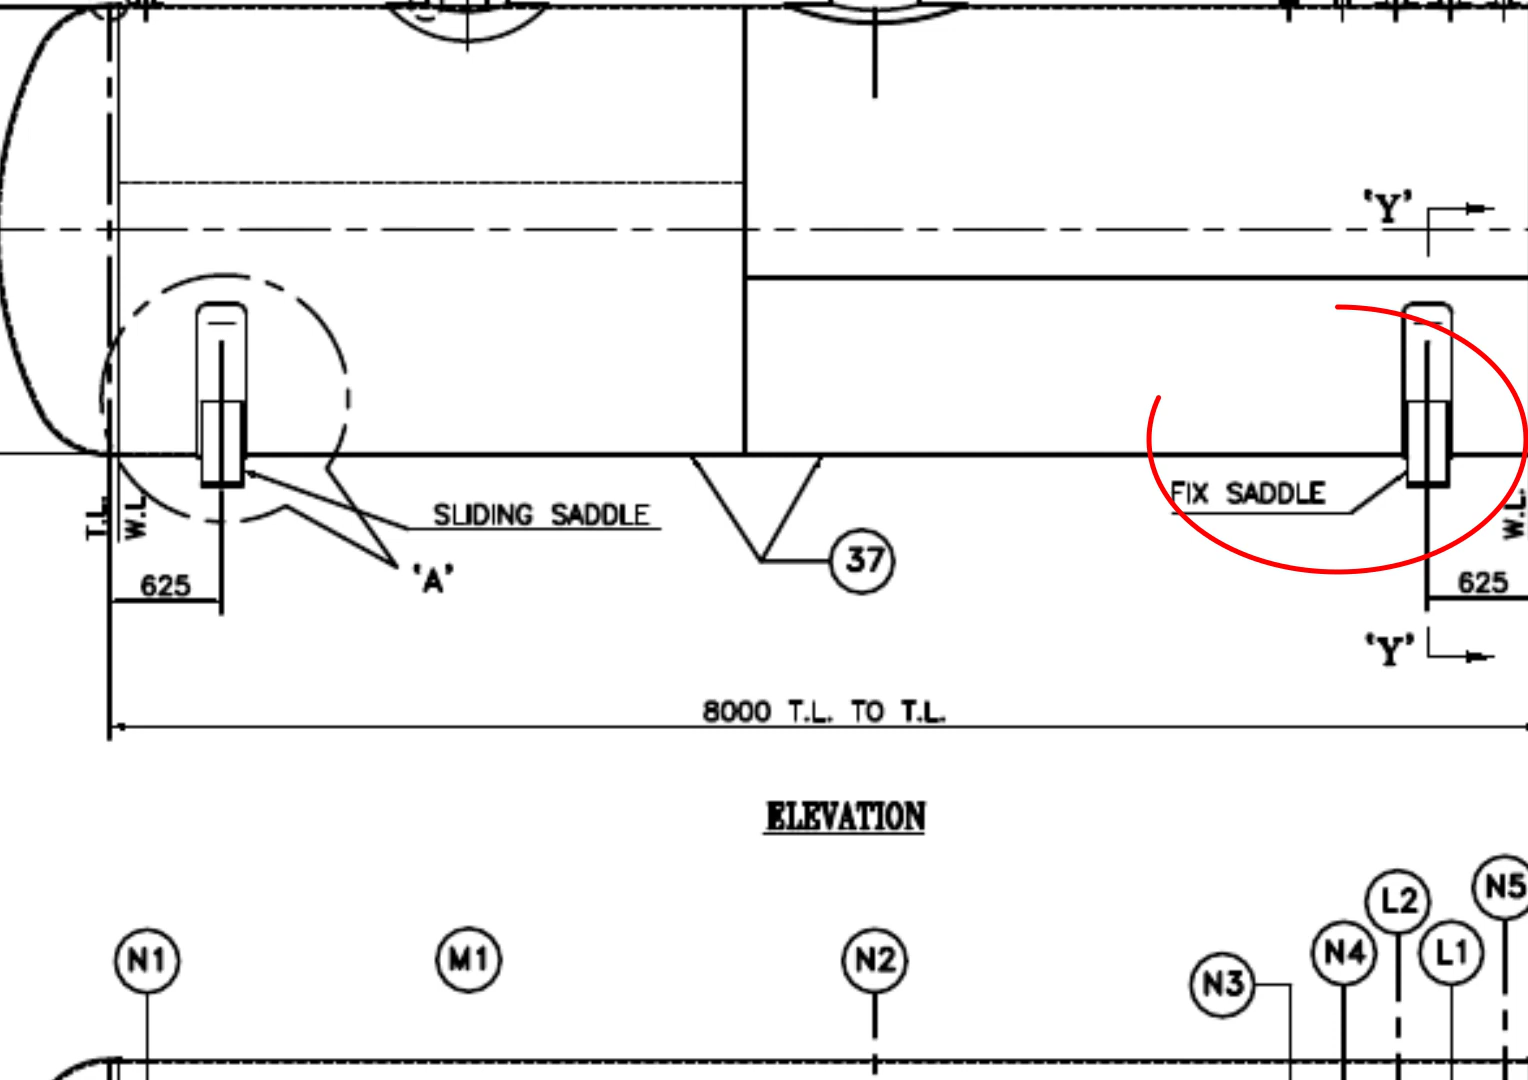 'Y'
FIX SADDLE
SLIDING SADDLE
T.L.
W.L.
W.L.
37
'A'
625
625
'Y'
8000 T.L. TO T.L.
ELEVATION
N5
L2
N1
M1
N2
N4
L1
N3